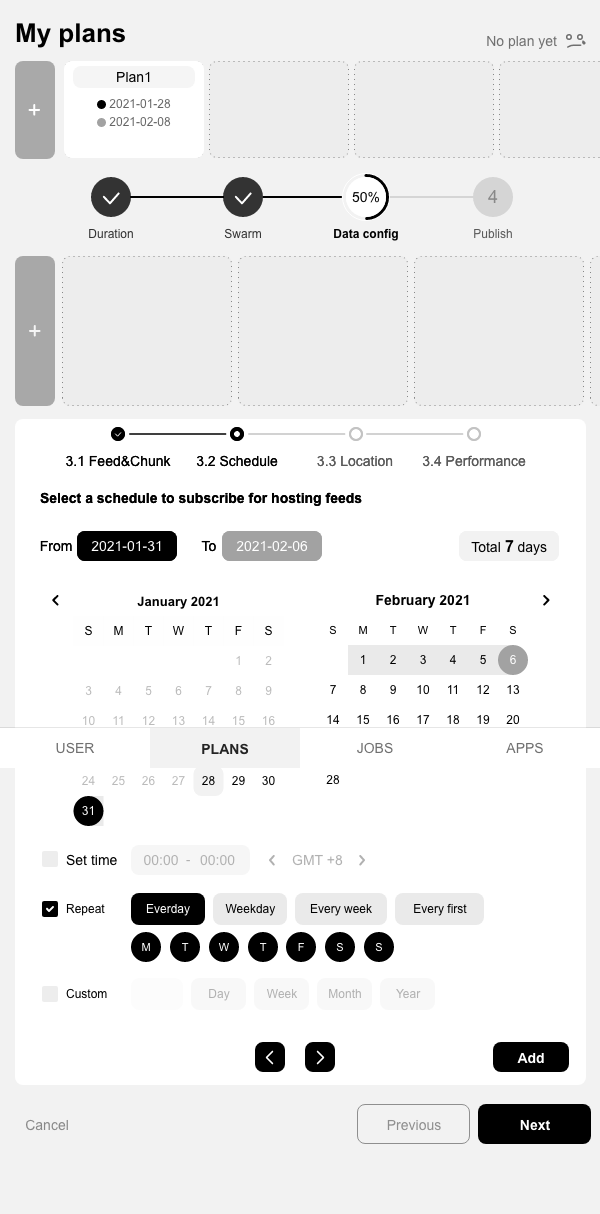 My plans
No plan yet
+
Plan1
2021-01-28
2021-02-08
50%
4
Duration
Swarm
Data config
Publish
+
3.1 Feed&Chunk
3.2 Schedule
3.3 Location
3.4 Performance
Select a schedule to subscribe for hosting feeds
From 2021-01-31 To 2021-02-06 Total 7 days
January 2021
S M T W T F S
1 2
3 4 5 6 7 8 9
10 11 12 13 14 15 16
February 2021
S M T W T F S
1 2 3 4 5 6
7 8 9 10 11 12 13
14 15 16 17 18 19 20
USER PLANS JOBS APPS
24 25 26 27 28 29 30
31
28
Set time 00:00 - 00:00 GMT +8
Repeat Everday Weekday Every week Every first
M T W T F S S
Custom Day Week Month Year
Add
Cancel Previous Next